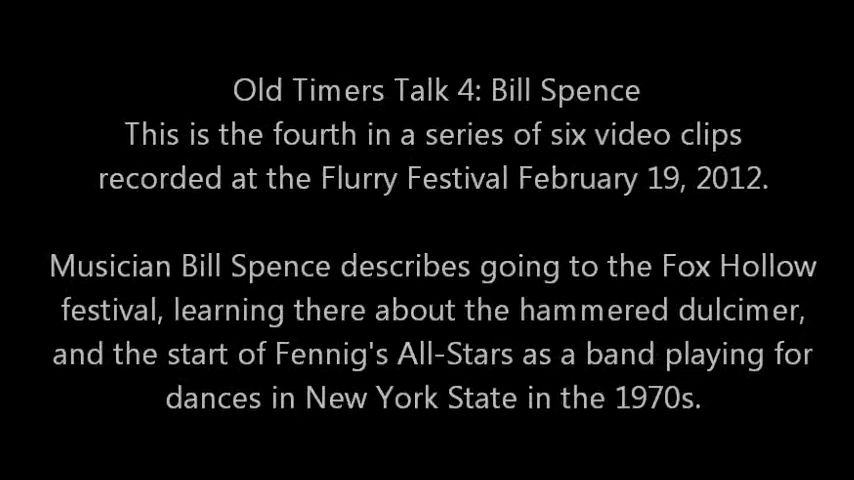 Old Timers Talk 4: Bill Spence
This is the fourth in a series of six video clips
recorded at the Flurry Festival February 19, 2012.
Musician Bill Spence describes going to the Fox Hollow
festival, learning there about the hammered dulcimer,
and the start of Fennig's All-Stars as a band playing for
dances in New York State in the 1970s.